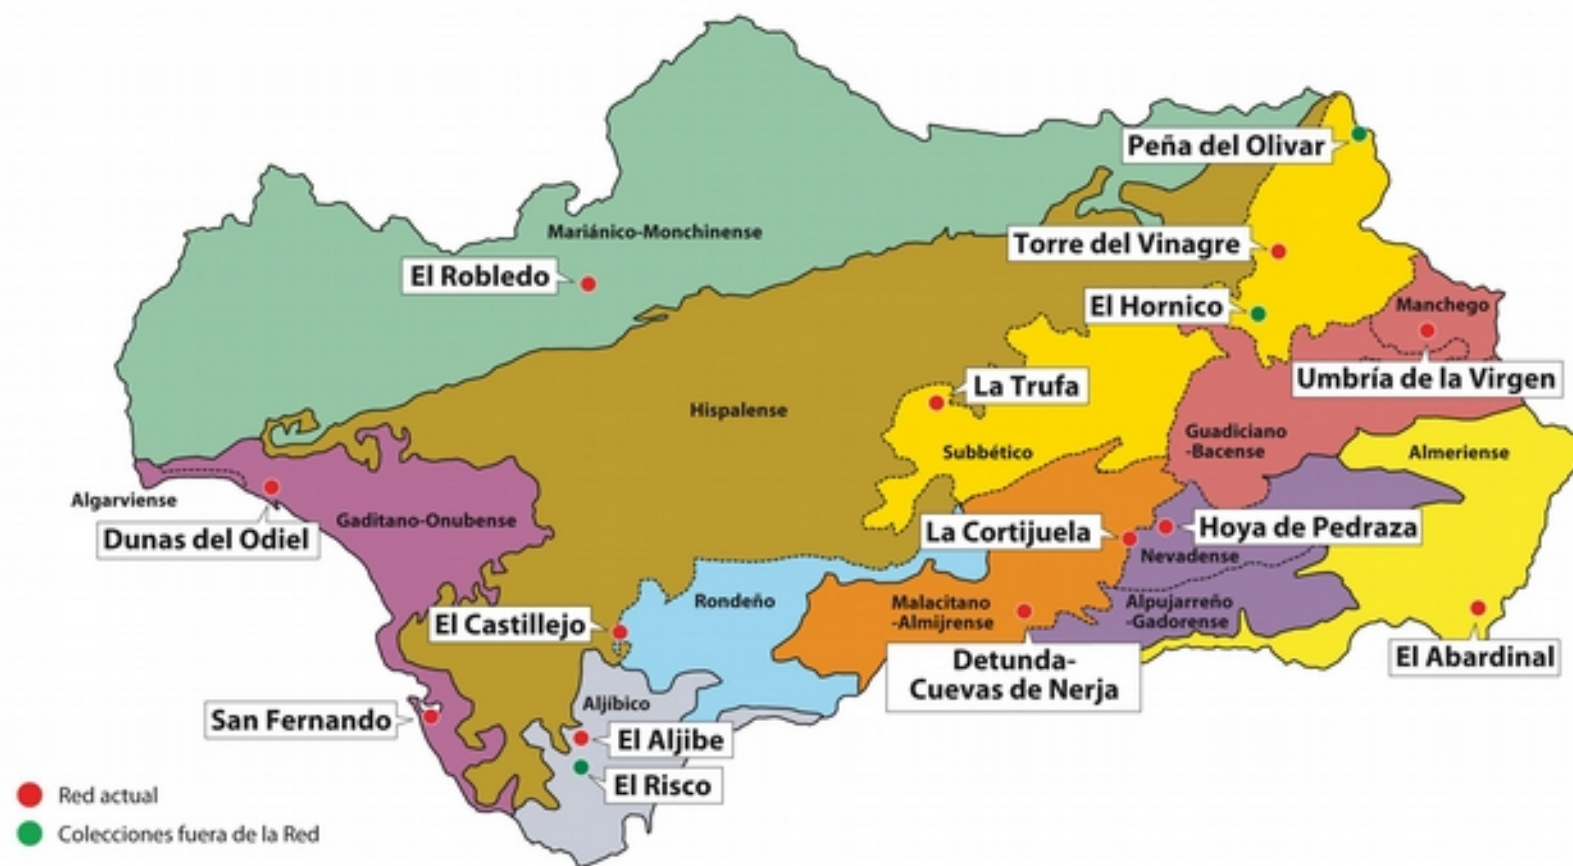 Peña del Olivar
Mariánico-Monchinense
Torre del Vinagre
El Robledo
El Hornico
Manchego
Umbría de la Virgen
La Trufa
Hispalense
Guadiciano
-Bacense
Subbético
Almeriense
Algarviense
Gaditano-Onubense
Dunas del Odiel
La Cortijuela
Hoya de Pedraza
Nevadense
Rondeño
Malacitano
-Almijrense
Alpujarreño
-Gadorense
El Castillejo
El Abardinal
Detunda-
Cuevas de Nerja
Aljíbico
San Fernando
El Aljibe
El Risco
Red actual
Colecciones fuera de la Red